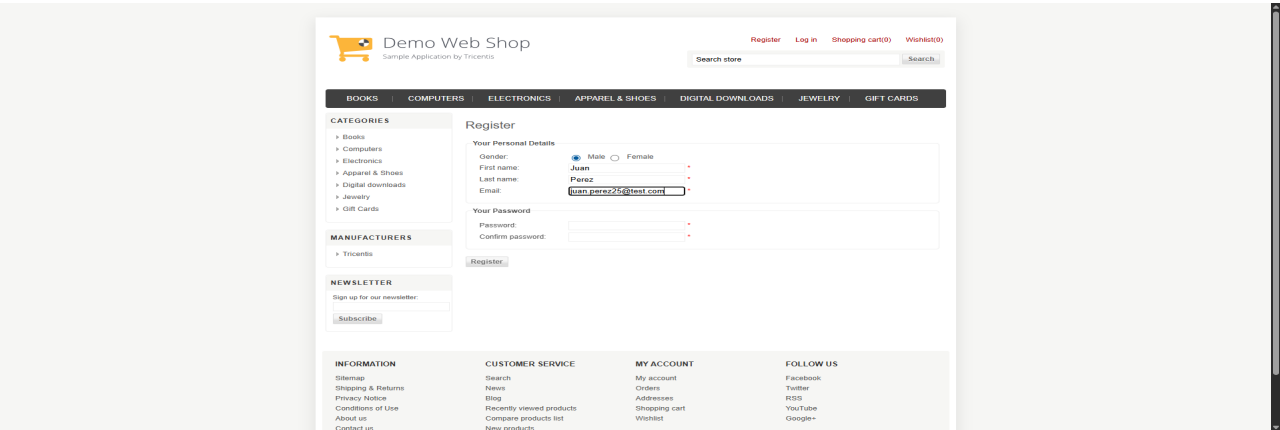 Demo Web Shop
Sample Application by Tricentis
Register Log in Shopping cart(0) Wishlist(0)
Search store Search
BOOKS COMPUTERS ELECTRONICS APPAREL & SHOES DIGITAL DOWNLOADS JEWELRY GIFT CARDS
CATEGORIES
Books
Computers
Electronics
Apparel & Shoes
Digital downloads
Jewelry
Gift Cards
MANUFACTURERS
Tricentis
NEWSLETTER
Sign up for our newsletter:
Subscribe
Register
Your Personal Details
Gender: Male Female
First name: Juan *
Last name: Perez *
Email: juan.perez25@test.com *
Your Password
Password: *
Confirm password: *
Register
INFORMATION
Sitemap
Shipping & Returns
Privacy Notice
Conditions of Use
About us
Contact us
CUSTOMER SERVICE
Search
News
Blog
Recently viewed products
Compare products list
New products
MY ACCOUNT
My account
Orders
Addresses
Shopping cart
Wishlist
FOLLOW US
Facebook
Twitter
RSS
YouTube
Google+